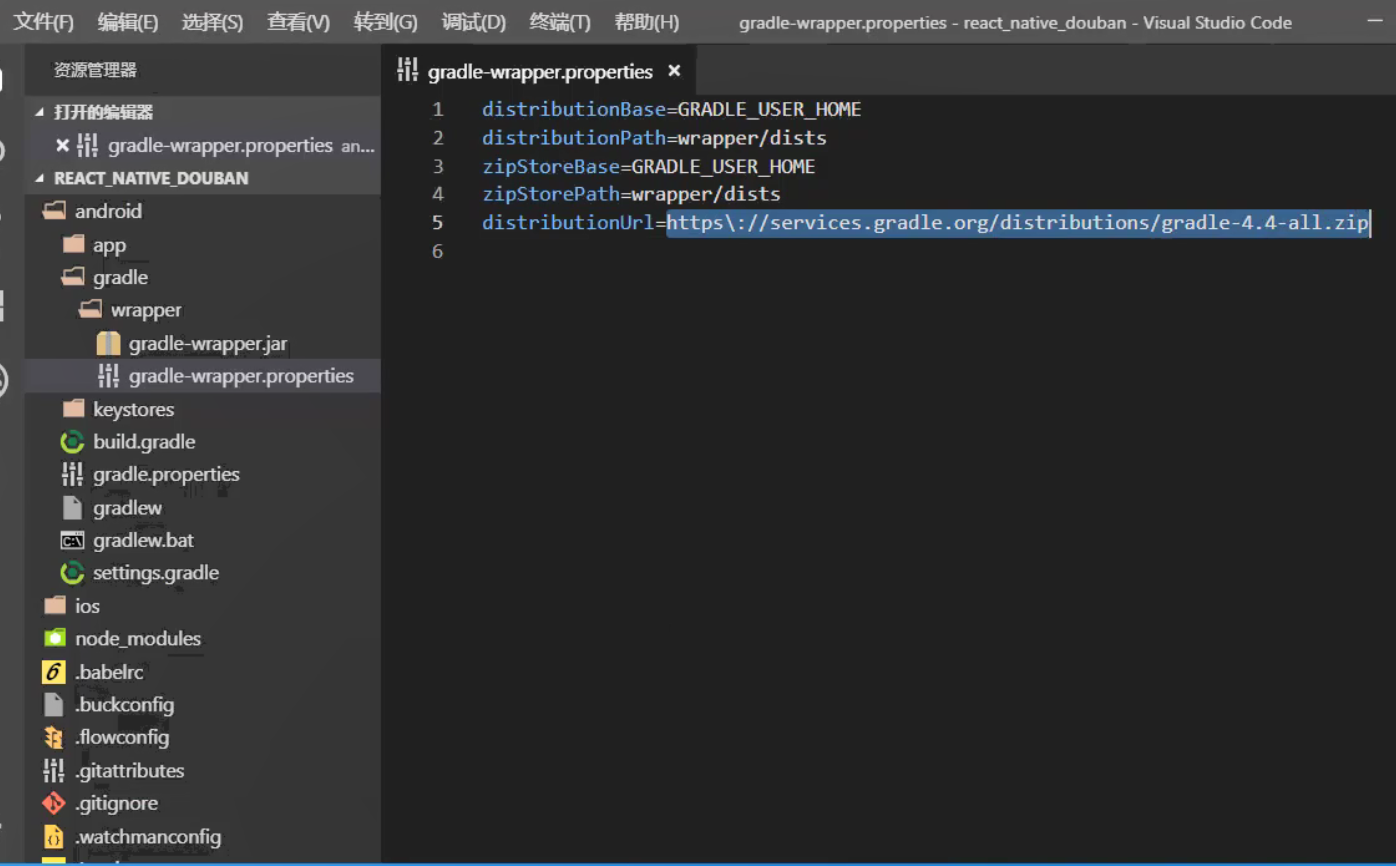 文件(F) 编辑(E) 选择(S) 查看(V) 转到(G) 调试(D) 终端(T) 帮助(H) gradle-wrapper.properties - react_native_douban - Visual Studio Code
资源管理器
打开的编辑器
gradle-wrapper.properties an...
REACT_NATIVE_DOUBAN
android
app
gradle
wrapper
gradle-wrapper.jar
gradle-wrapper.properties
keystores
build.gradle
gradle.properties
gradlew
gradlew.bat
settings.gradle
ios
node_modules
.babelrc
.buckconfig
.flowconfig
.gitattributes
.gitignore
.watchmanconfig
gradle-wrapper.properties
1 distributionBase=GRADLE_USER_HOME
2 distributionPath=wrapper/dists
3 zipStoreBase=GRADLE_USER_HOME
4 zipStorePath=wrapper/dists
5 distributionUrl=https\://services.gradle.org/distributions/gradle-4.4-all.zip
6